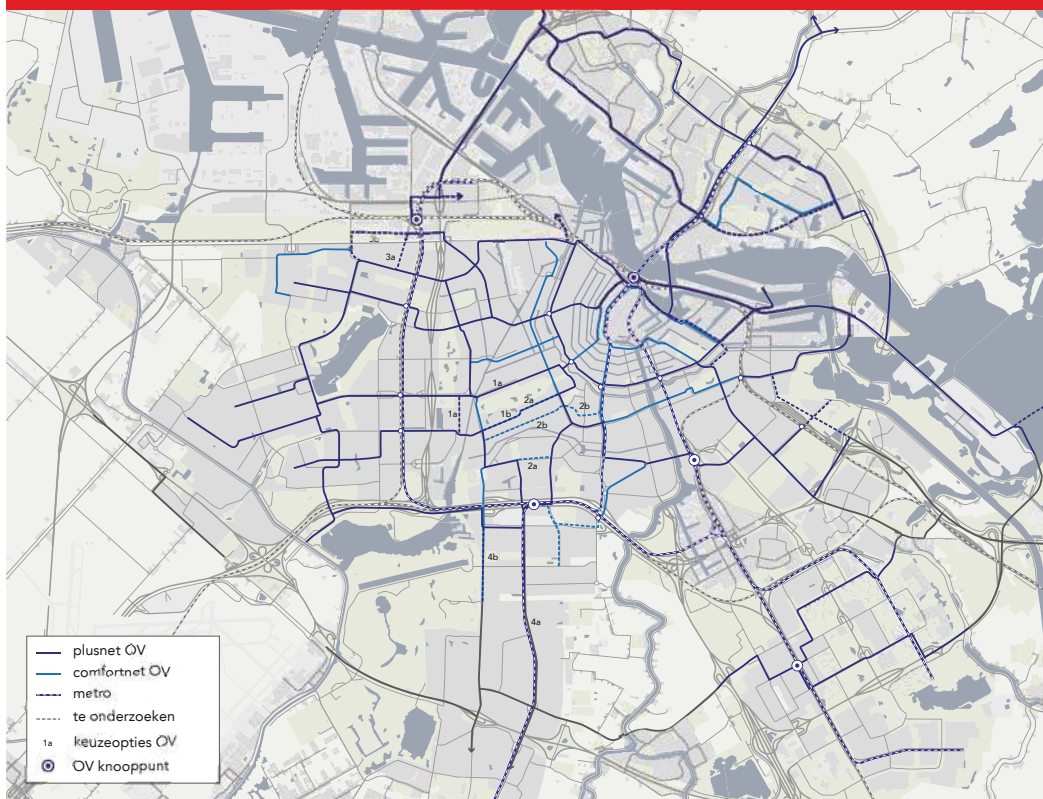 3b
3a
1a
2a
1a
1b
2b
2b
2a
4b
4a
plusnet OV
comfortnet OV
metro
te onderzoeken
1a keuzeopties OV
OV knooppunt